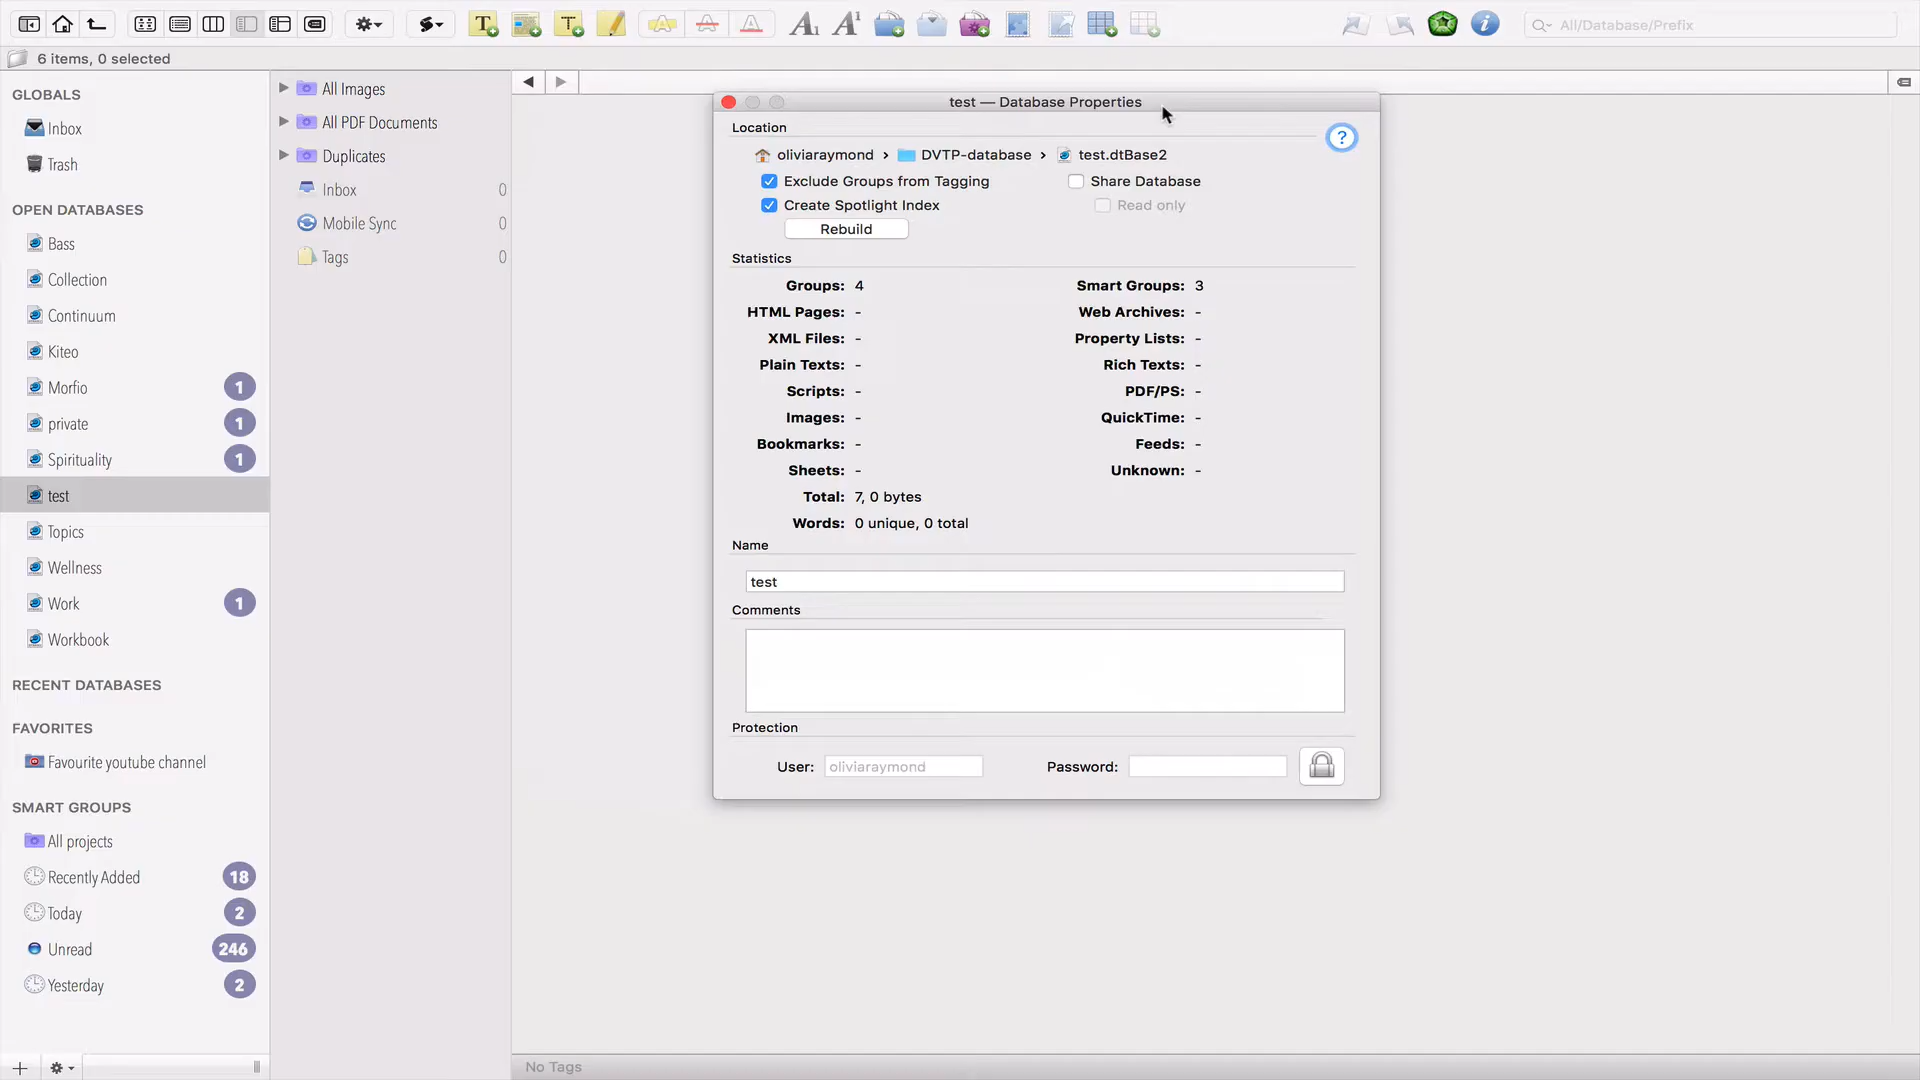 All/Database/Prefix
6 items, 0 selected
GLOBALS
Inbox
Trash
OPEN DATABASES
Bass
Collection
Continuum
Kiteo
Morfio 1
private 1
Spirituality 1
test
Topics
Wellness
Work 1
Workbook
RECENT DATABASES
FAVORITES
Favourite youtube channel
SMART GROUPS
All projects
Recently Added 18
Today 2
Unread 246
Yesterday 2
All Images
All PDF Documents
Duplicates
Inbox 0
Mobile Sync 0
Tags 0
test — Database Properties
Location
?
oliviaraymond › DVTP-database › test.dtBase2
Exclude Groups from Tagging Share Database
Create Spotlight Index Read only
Rebuild
Statistics
Groups: 4 Smart Groups: 3
HTML Pages: - Web Archives: -
XML Files: - Property Lists: -
Plain Texts: - Rich Texts: -
Scripts: - PDF/PS: -
Images: - QuickTime: -
Bookmarks: - Feeds: -
Sheets: - Unknown: -
Total: 7, 0 bytes
Words: 0 unique, 0 total
Name
test
Comments
Protection
User: oliviaraymond Password:
No Tags